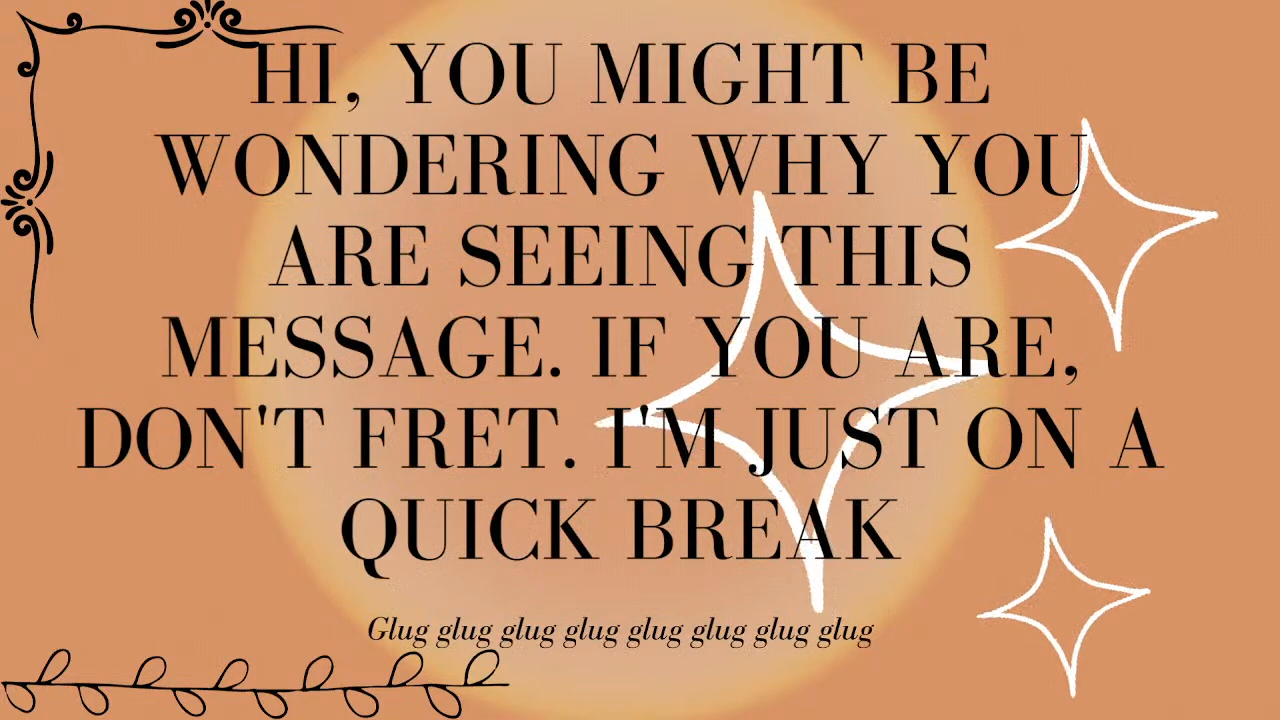 HI, YOU MIGHT BE
WONDERING WHY YOU
ARE SEEING THIS
MESSAGE. IF YOU ARE,
DON'T FRET. I'M JUST ON A
QUICK BREAK
Glug glug glug glug glug glug glug glug